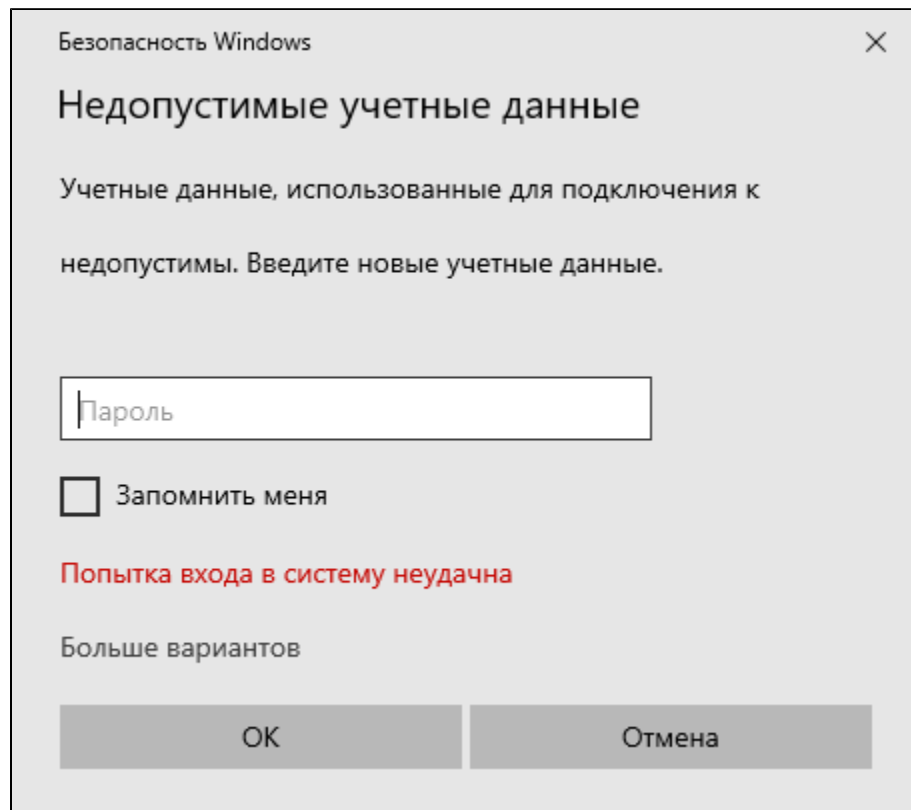 Безопасность Windows
Недопустимые учетные данные
Учетные данные, использованные для подключения к
недопустимы. Введите новые учетные данные.
Пароль
Запомнить меня
Попытка входа в систему неудачна
Больше вариантов
ОК
Отмена